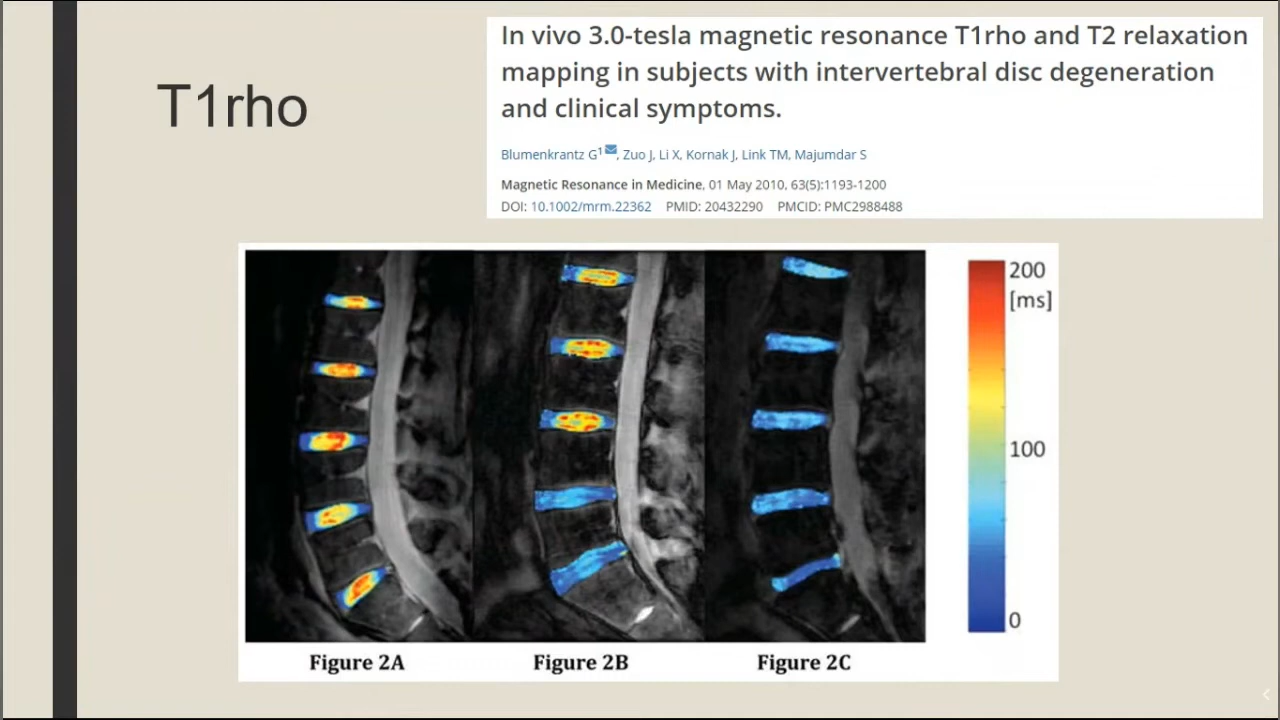 T1rho
In vivo 3.0-tesla magnetic resonance T1rho and T2 relaxation
mapping in subjects with intervertebral disc degeneration
and clinical symptoms.
Blumenkrantz G1, Zuo J, Li X, Kornak J, Link TM, Majumdar S
Magnetic Resonance in Medicine, 01 May 2010, 63(5):1193-1200
DOI: 10.1002/mrm.22362 PMID: 20432290 PMCID: PMC2988488
200
[ms]
100
0
Figure 2A Figure 2B Figure 2C